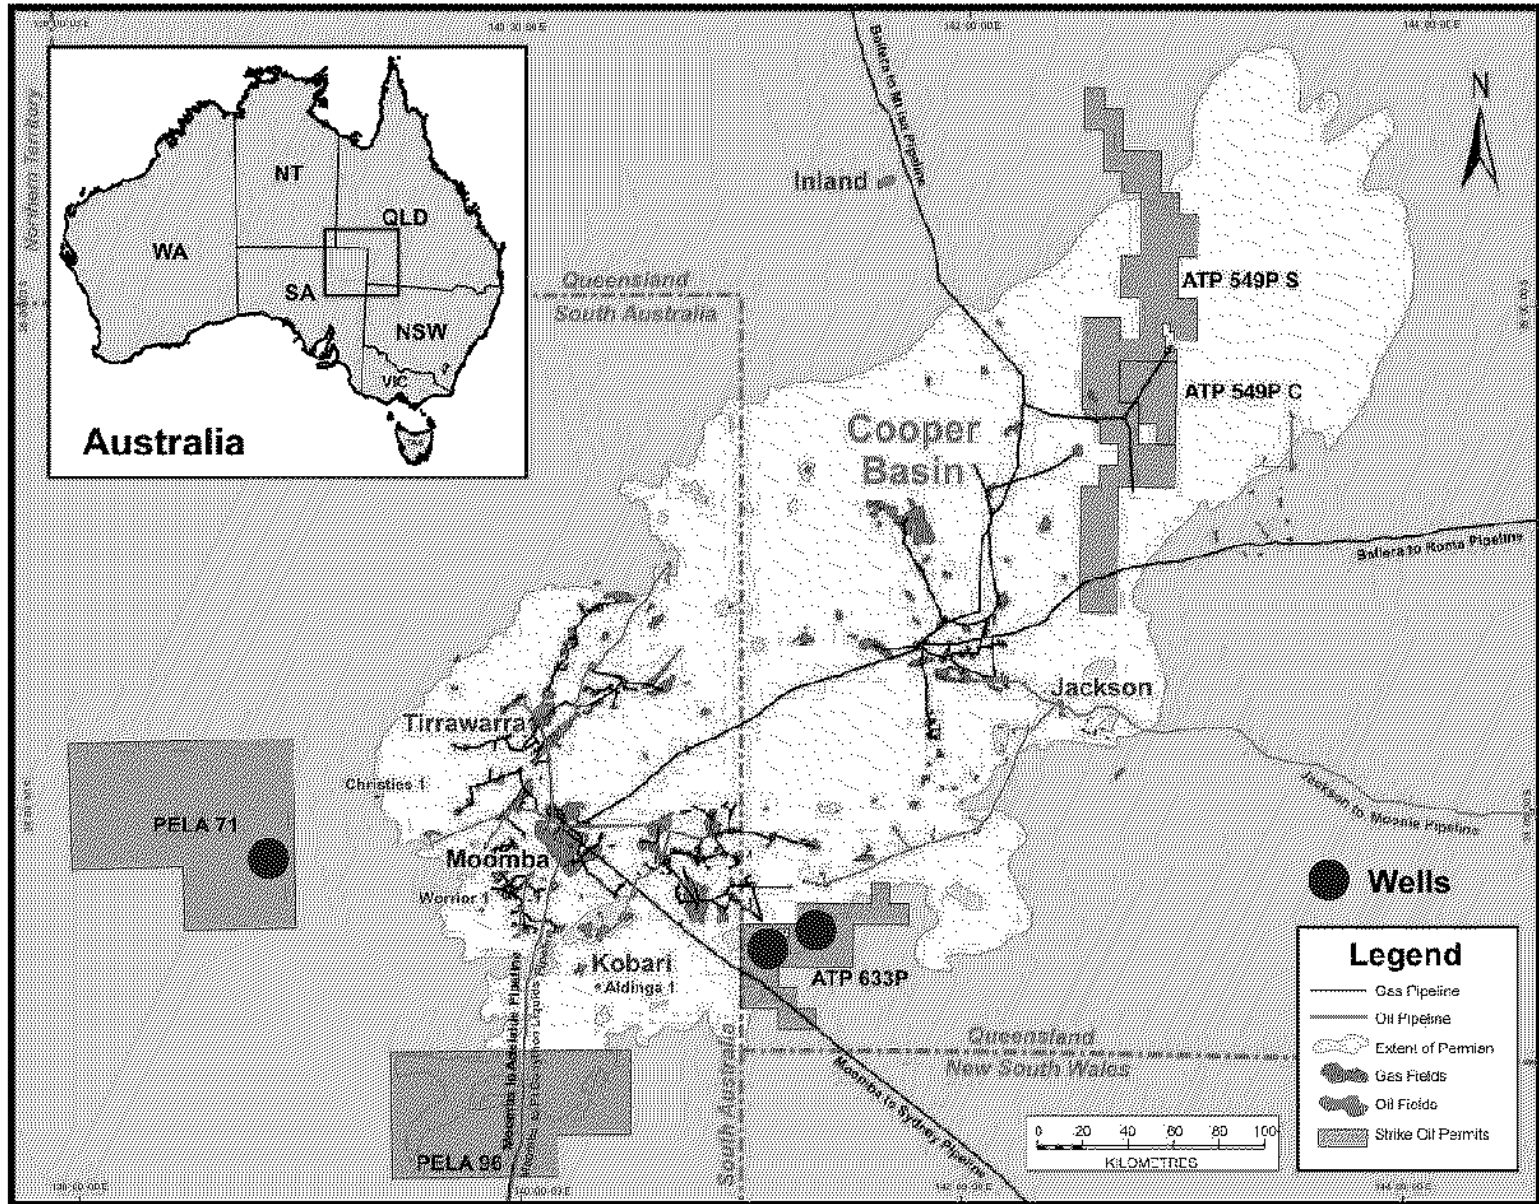 Northern Territory
NT
QLD
WA
SA
NSW
VIC
Australia
Ballera to Mt Isa Pipeline
Inland
N
Queensland
South Australia
ATP 549P S
ATP 549P C
Cooper
Basin
Ballera to Roma Pipeline
Jackson
Tirrawarra
Christies 1
Jackson to Moonie Pipeline
PELA 71
Moomba
Worrior 1
Wells
Kobari
Aldinga 1
ATP 633P
Moomba to Adelaide Pipeline
South Australia
Queensland
New South Wales
Moomba to Sydney Pipeline
PELA 96
Legend
Gas Pipeline
Oil Pipeline
Extent of Permian
Gas Fields
Oil Fields
Strike Oil Permits
0 20 40 60 80 100
KILOMETRES